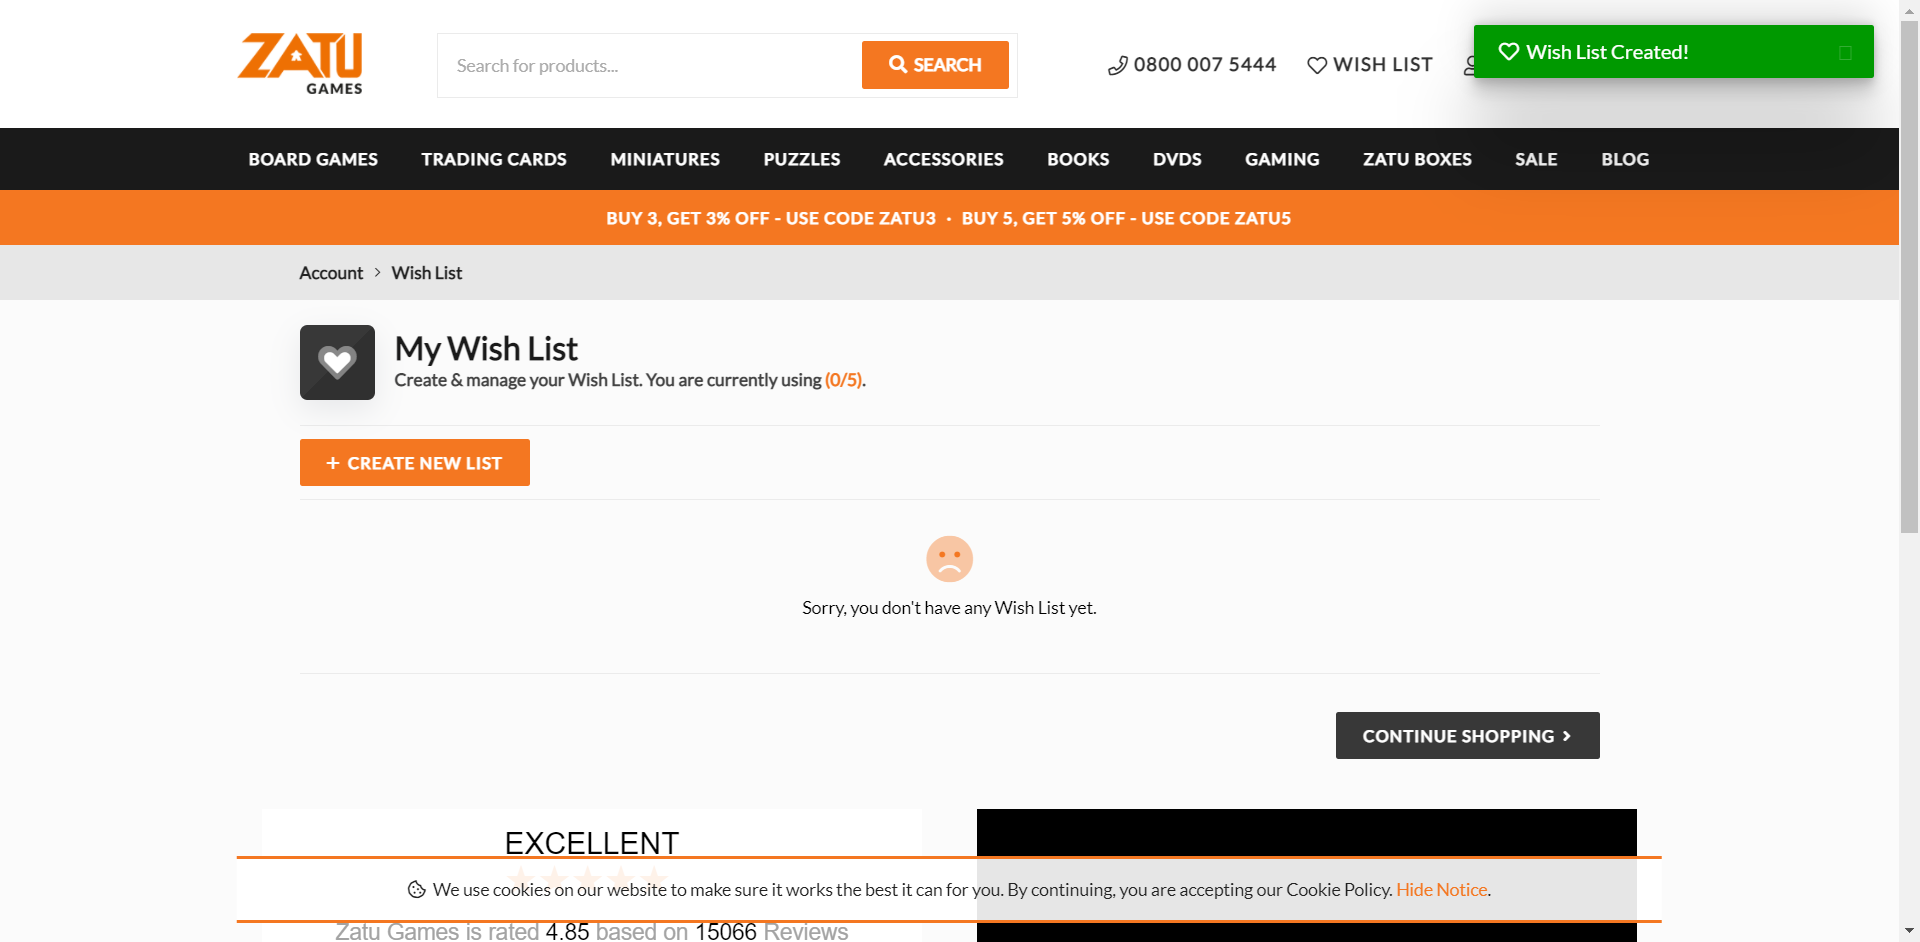 ZATU
GAMES
Search for products...
SEARCH
0800 007 5444
WISH LIST
Wish List Created!
BOARD GAMES
TRADING CARDS
MINIATURES
PUZZLES
ACCESSORIES
BOOKS
DVDS
GAMING
ZATU BOXES
SALE
BLOG
BUY 3, GET 3% OFF - USE CODE ZATU3 · BUY 5, GET 5% OFF - USE CODE ZATU5
Account > Wish List
My Wish List
Create & manage your Wish List. You are currently using (0/5).
+ CREATE NEW LIST
Sorry, you don't have any Wish List yet.
CONTINUE SHOPPING >
EXCELLENT
We use cookies on our website to make sure it works the best it can for you. By continuing, you are accepting our Cookie Policy. Hide Notice.
Zatu Games is rated 4.85 based on 15066 Reviews